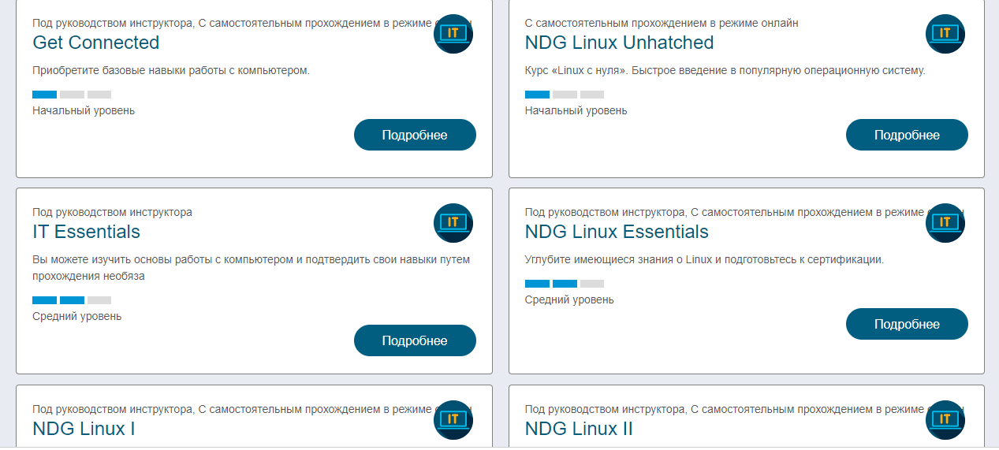 Под руководством инструктора, С самостоятельным прохождением в режиме
IT
Get Connected
Приобретите базовые навыки работы с компьютером.
Начальный уровень
Подробнее
С самостоятельным прохождением в режиме онлайн
IT
NDG Linux Unhatched
Курс «Linux с нуля». Быстрое введение в популярную операционную систему.
Начальный уровень
Подробнее
Под руководством инструктора
IT
IT Essentials
Вы можете изучить основы работы с компьютером и подтвердить свои навыки путем
прохождения необяза
Средний уровень
Подробнее
Под руководством инструктора, С самостоятельным прохождением в режиме
IT
NDG Linux Essentials
Углубите имеющиеся знания о Linux и подготовьтесь к сертификации.
Средний уровень
Подробнее
Под руководством инструктора, С самостоятельным прохождением в режиме
IT
NDG Linux I
Под руководством инструктора, С самостоятельным прохождением в режиме
IT
NDG Linux II